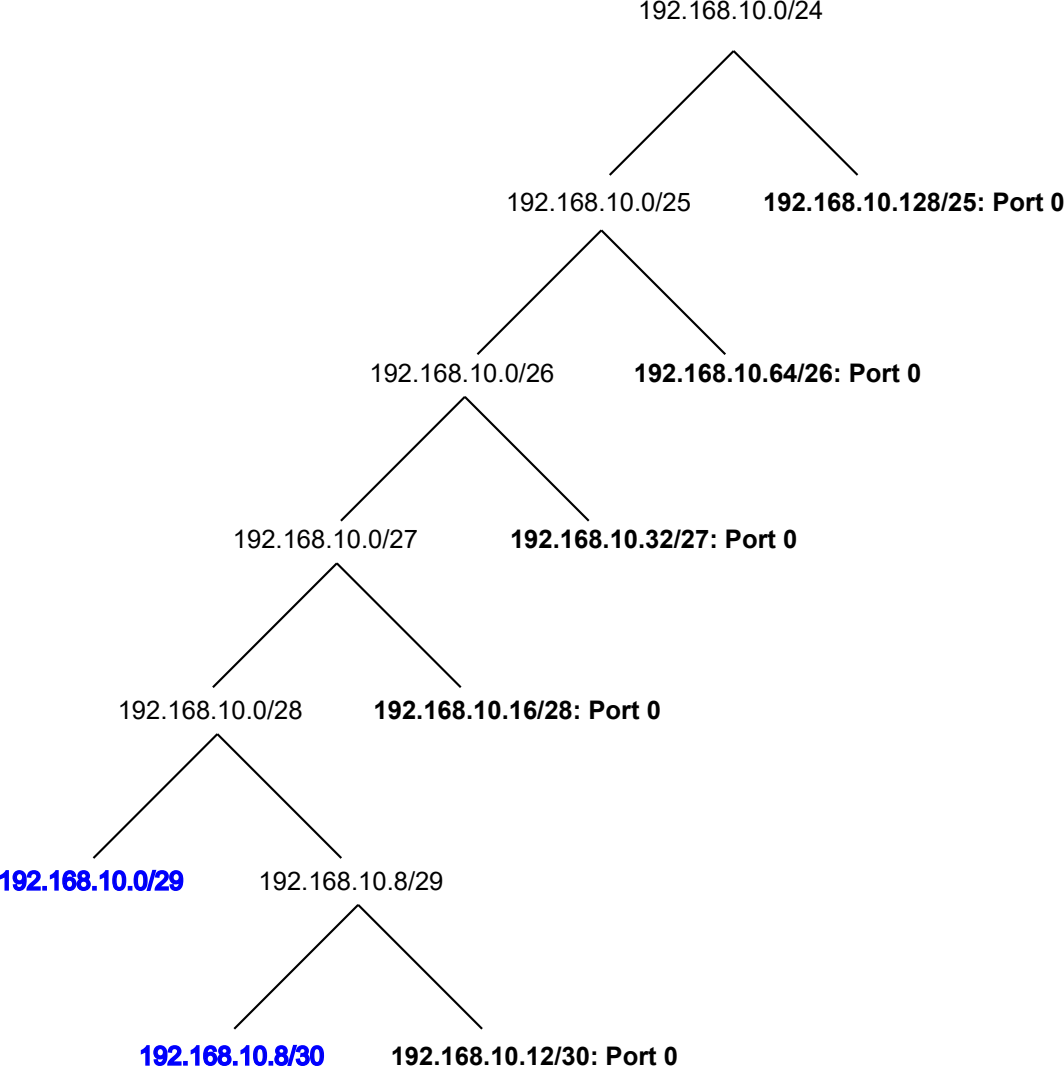 192.168.10.0/24
192.168.10.0/25
192.168.10.128/25: Port 0
192.168.10.0/26
192.168.10.64/26: Port 0
192.168.10.0/27
192.168.10.32/27: Port 0
192.168.10.0/28
192.168.10.16/28: Port 0
192.168.10.0/29
192.168.10.8/29
192.168.10.8/30
192.168.10.12/30: Port 0